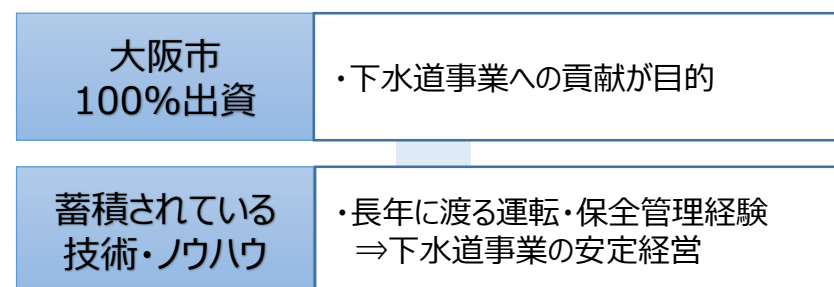 大阪市
100%出資
・下水道事業への貢献が目的
蓄積されている
技術・ノウハウ
・長年に渡る運転・保全管理経験
⇒下水道事業の安定経営